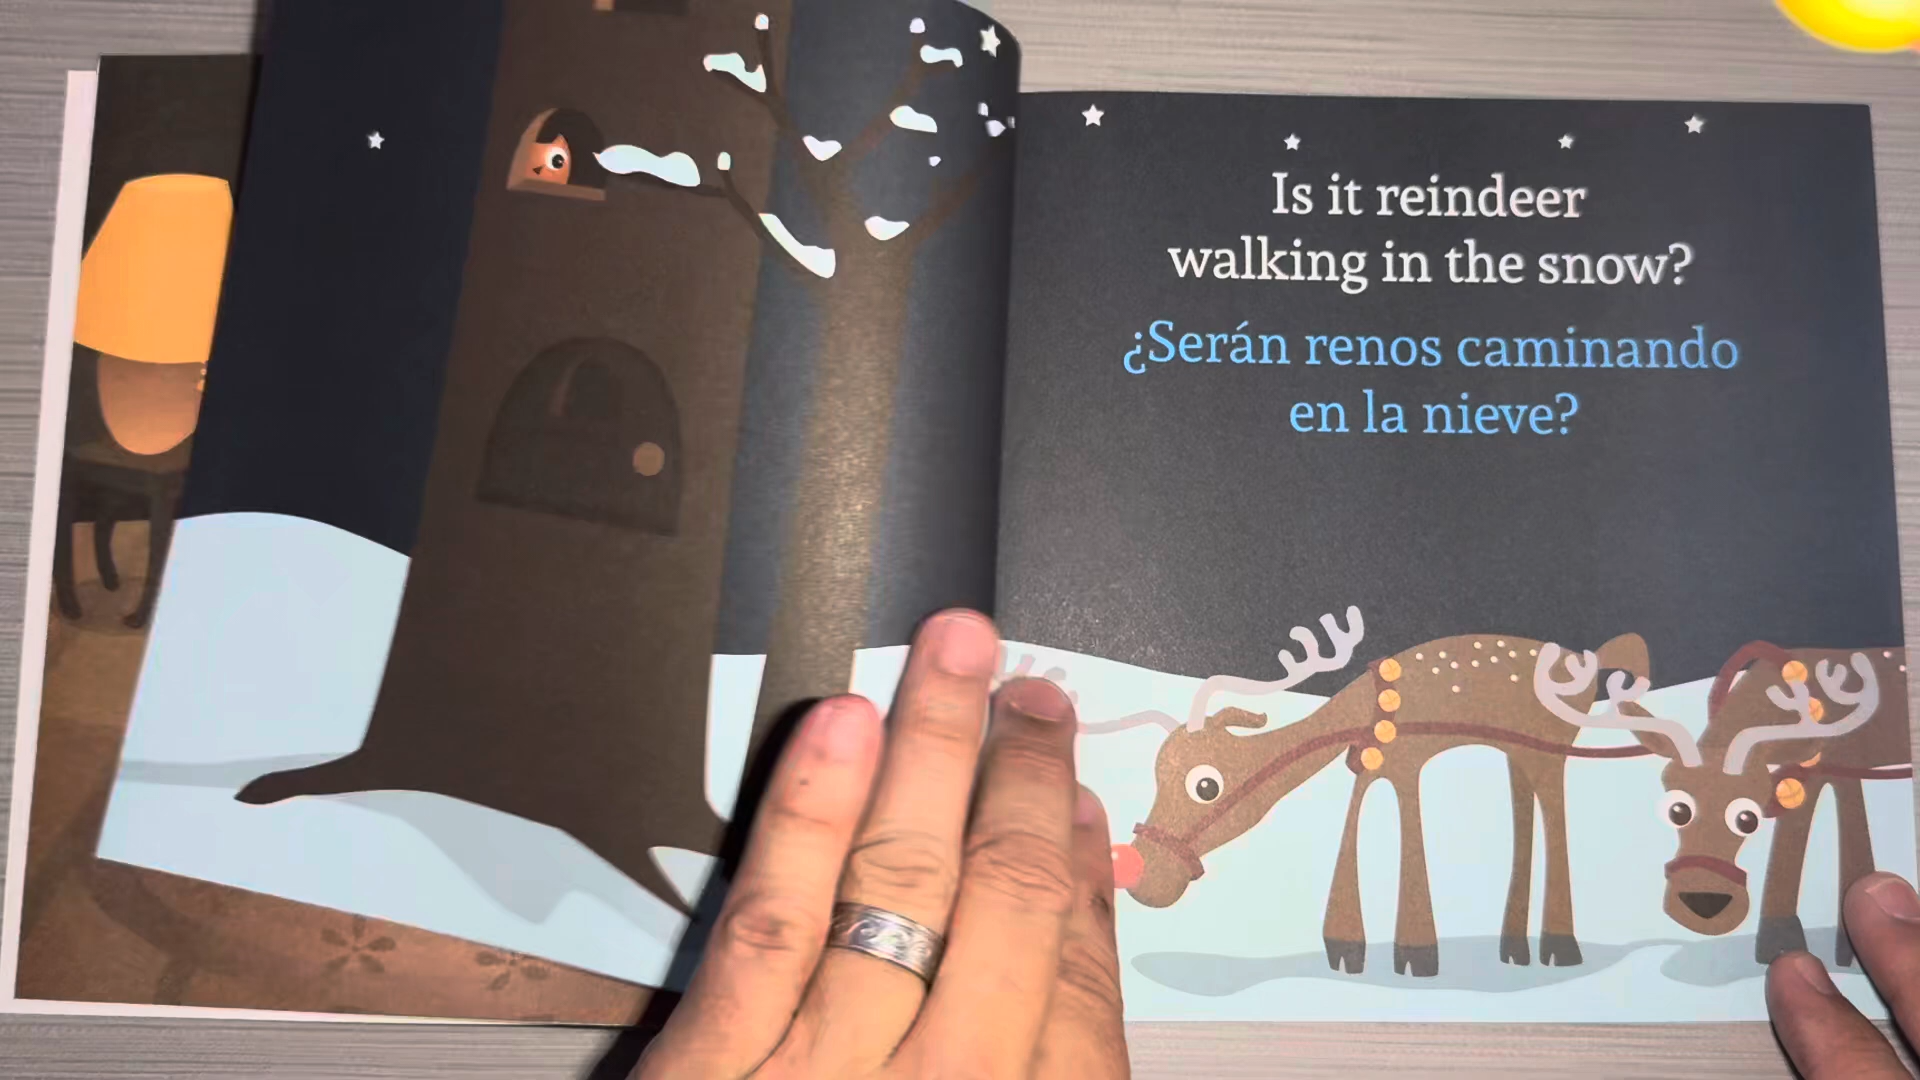 Is it reindeer
walking in the snow?
¿Serán renos caminando
en la nieve?